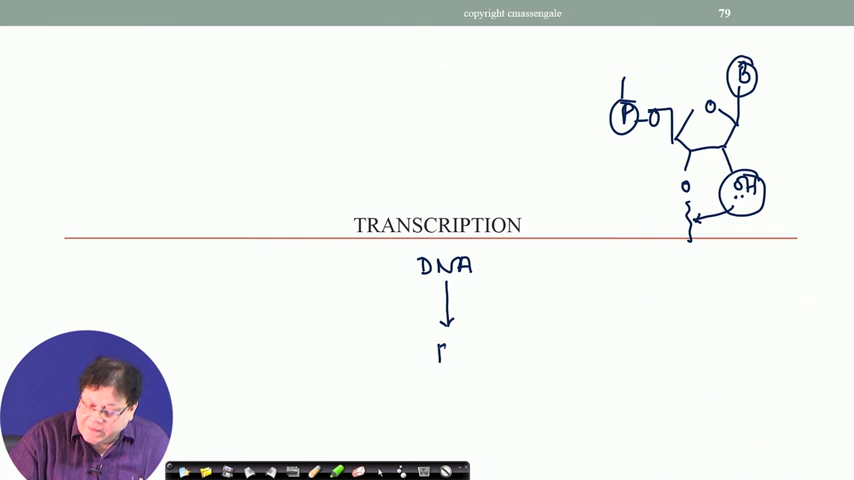 copyright cmassengale 79
B
P-O O
O OH
TRANSCRIPTION
DNA